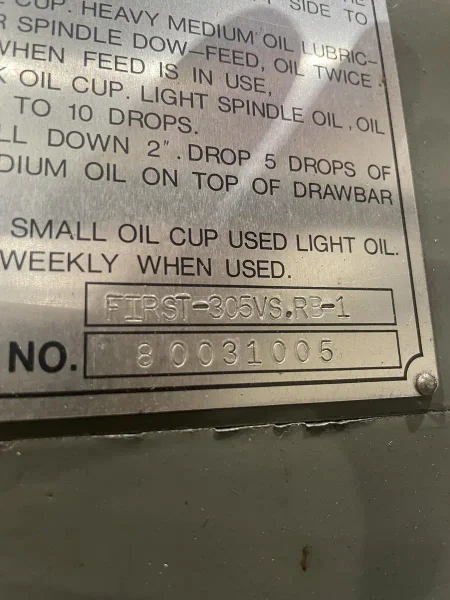 SIDE TO
CUP. HEAVY MEDIUM OIL LUBRIC-
R SPINDLE DOW-FEED, OIL TWICE
WHEN FEED IS IN USE,
K OIL CUP. LIGHT SPINDLE OIL, OIL
TO 10 DROPS.
LL DOWN 2". DROP 5 DROPS OF
DIUM OIL ON TOP OF DRAWBAR
SMALL OIL CUP USED LIGHT OIL.
WEEKLY WHEN USED.
FIRST-305VS.RB-1
NO. 80031005